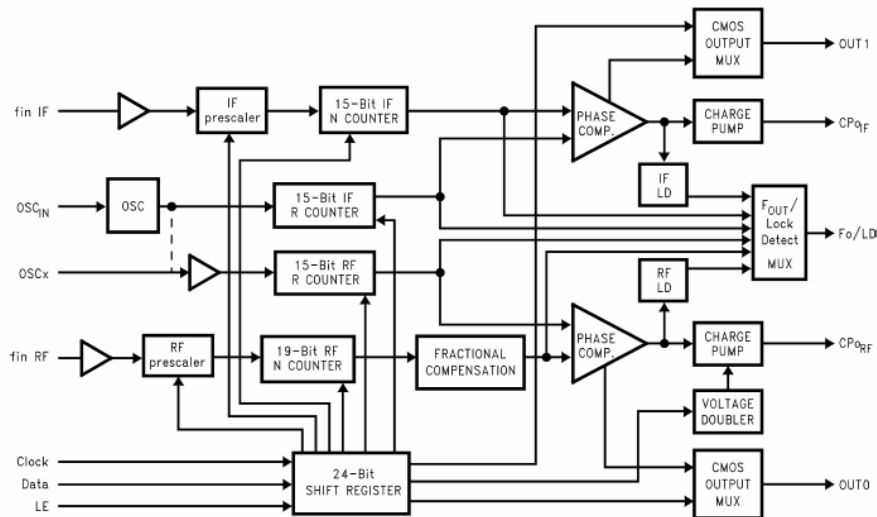 CMOS
OUTPUT
MUX
OUT1
fin IF
IF
prescaler
15-Bit IF
N COUNTER
PHASE
COMP.
CHARGE
PUMP
CPoIF
IF
LD
OSCIN
OSC
15-Bit IF
R COUNTER
FOUT/
Lock
Detect
MUX
Fo/LD
OSCx
15-Bit RF
R COUNTER
RF
LD
fin RF
RF
prescaler
19-Bit RF
N COUNTER
FRACTIONAL
COMPENSATION
PHASE
COMP.
CHARGE
PUMP
CPoRF
VOLTAGE
DOUBLER
Clock
Data
LE
24-Bit
SHIFT REGISTER
CMOS
OUTPUT
MUX
OUT0